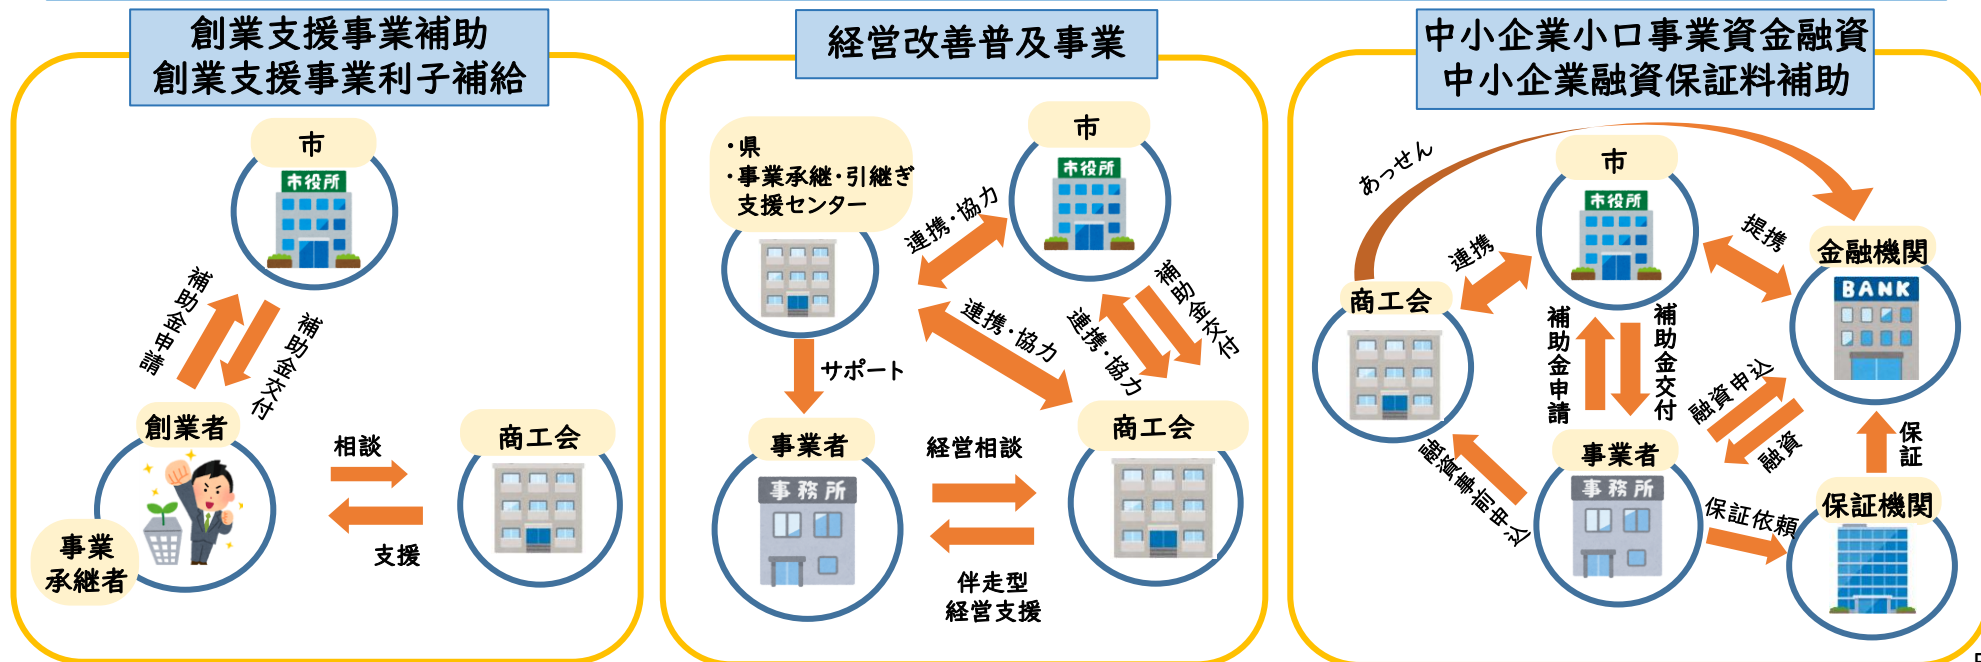 創業支援事業補助
創業支援事業利子補給
市
市役所
補助金申請
補助金交付
創業者
事業
承継者
相談
支援
商工会
経営改善普及事業
・県
・事業承継・引継ぎ
支援センター
市
市役所
連携・協力
連携・協力
連携・協力
補助金交付
サポート
事業者
事務所
経営相談
伴走型
経営支援
商工会
中小企業小口事業資金融資
中小企業融資保証料補助
あっせん
市
市役所
連携
提携
金融機関
BANK
商工会
補助金申請
補助金交付
融資申込
融資
融資事前申込
事業者
事務所
保証依頼
保証
保証機関